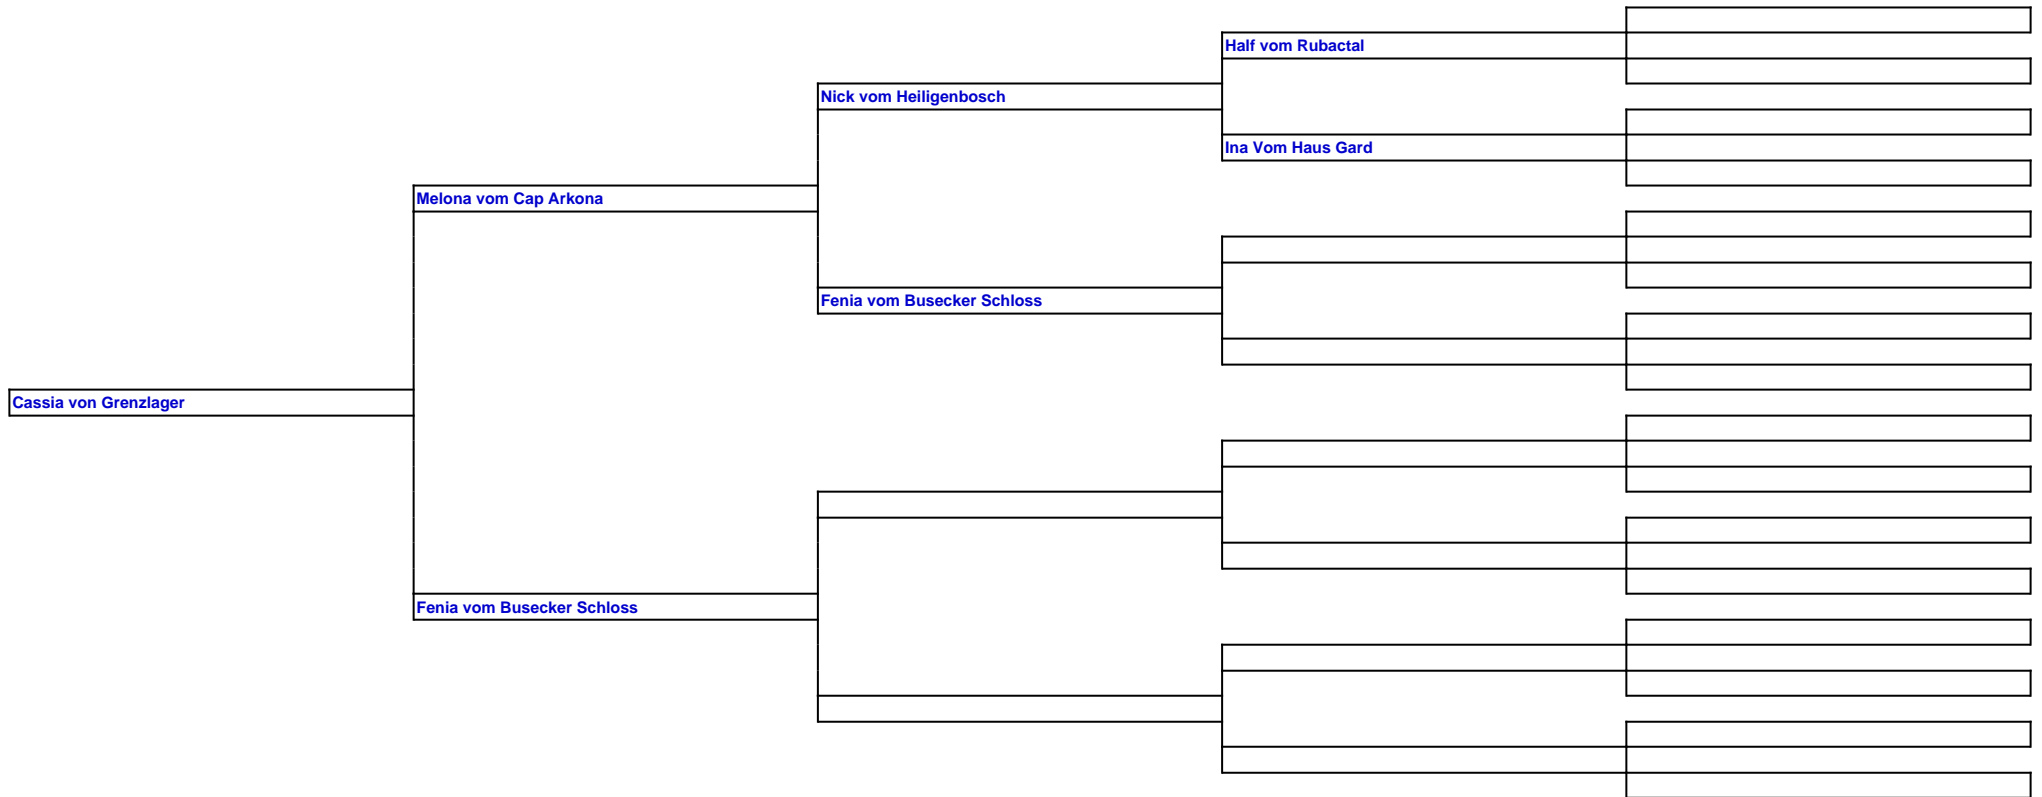 Half vom Rubactal
Nick vom Heiligenbosch
Ina Vom Haus Gard
Melona vom Cap Arkona
Fenia vom Busecker Schloss
Cassia von Grenzlager
Fenia vom Busecker Schloss